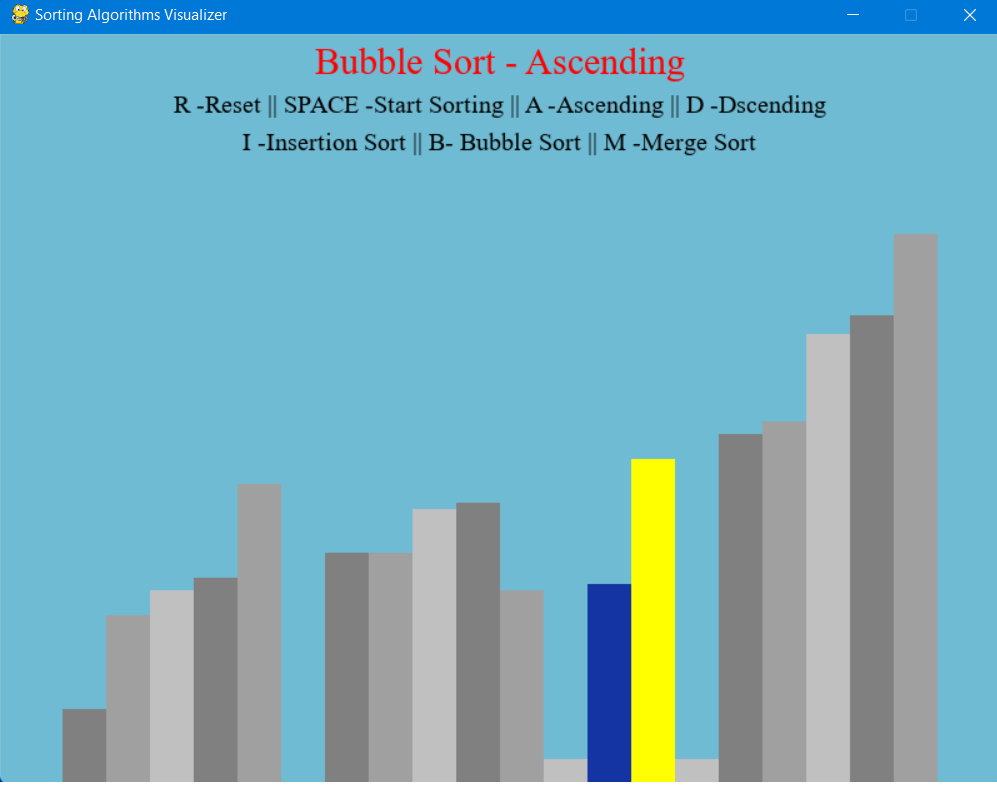 Sorting Algorithms Visualizer
Bubble Sort - Ascending
R -Reset || SPACE -Start Sorting || A -Ascending || D -Dscending
I -Insertion Sort || B- Bubble Sort || M -Merge Sort